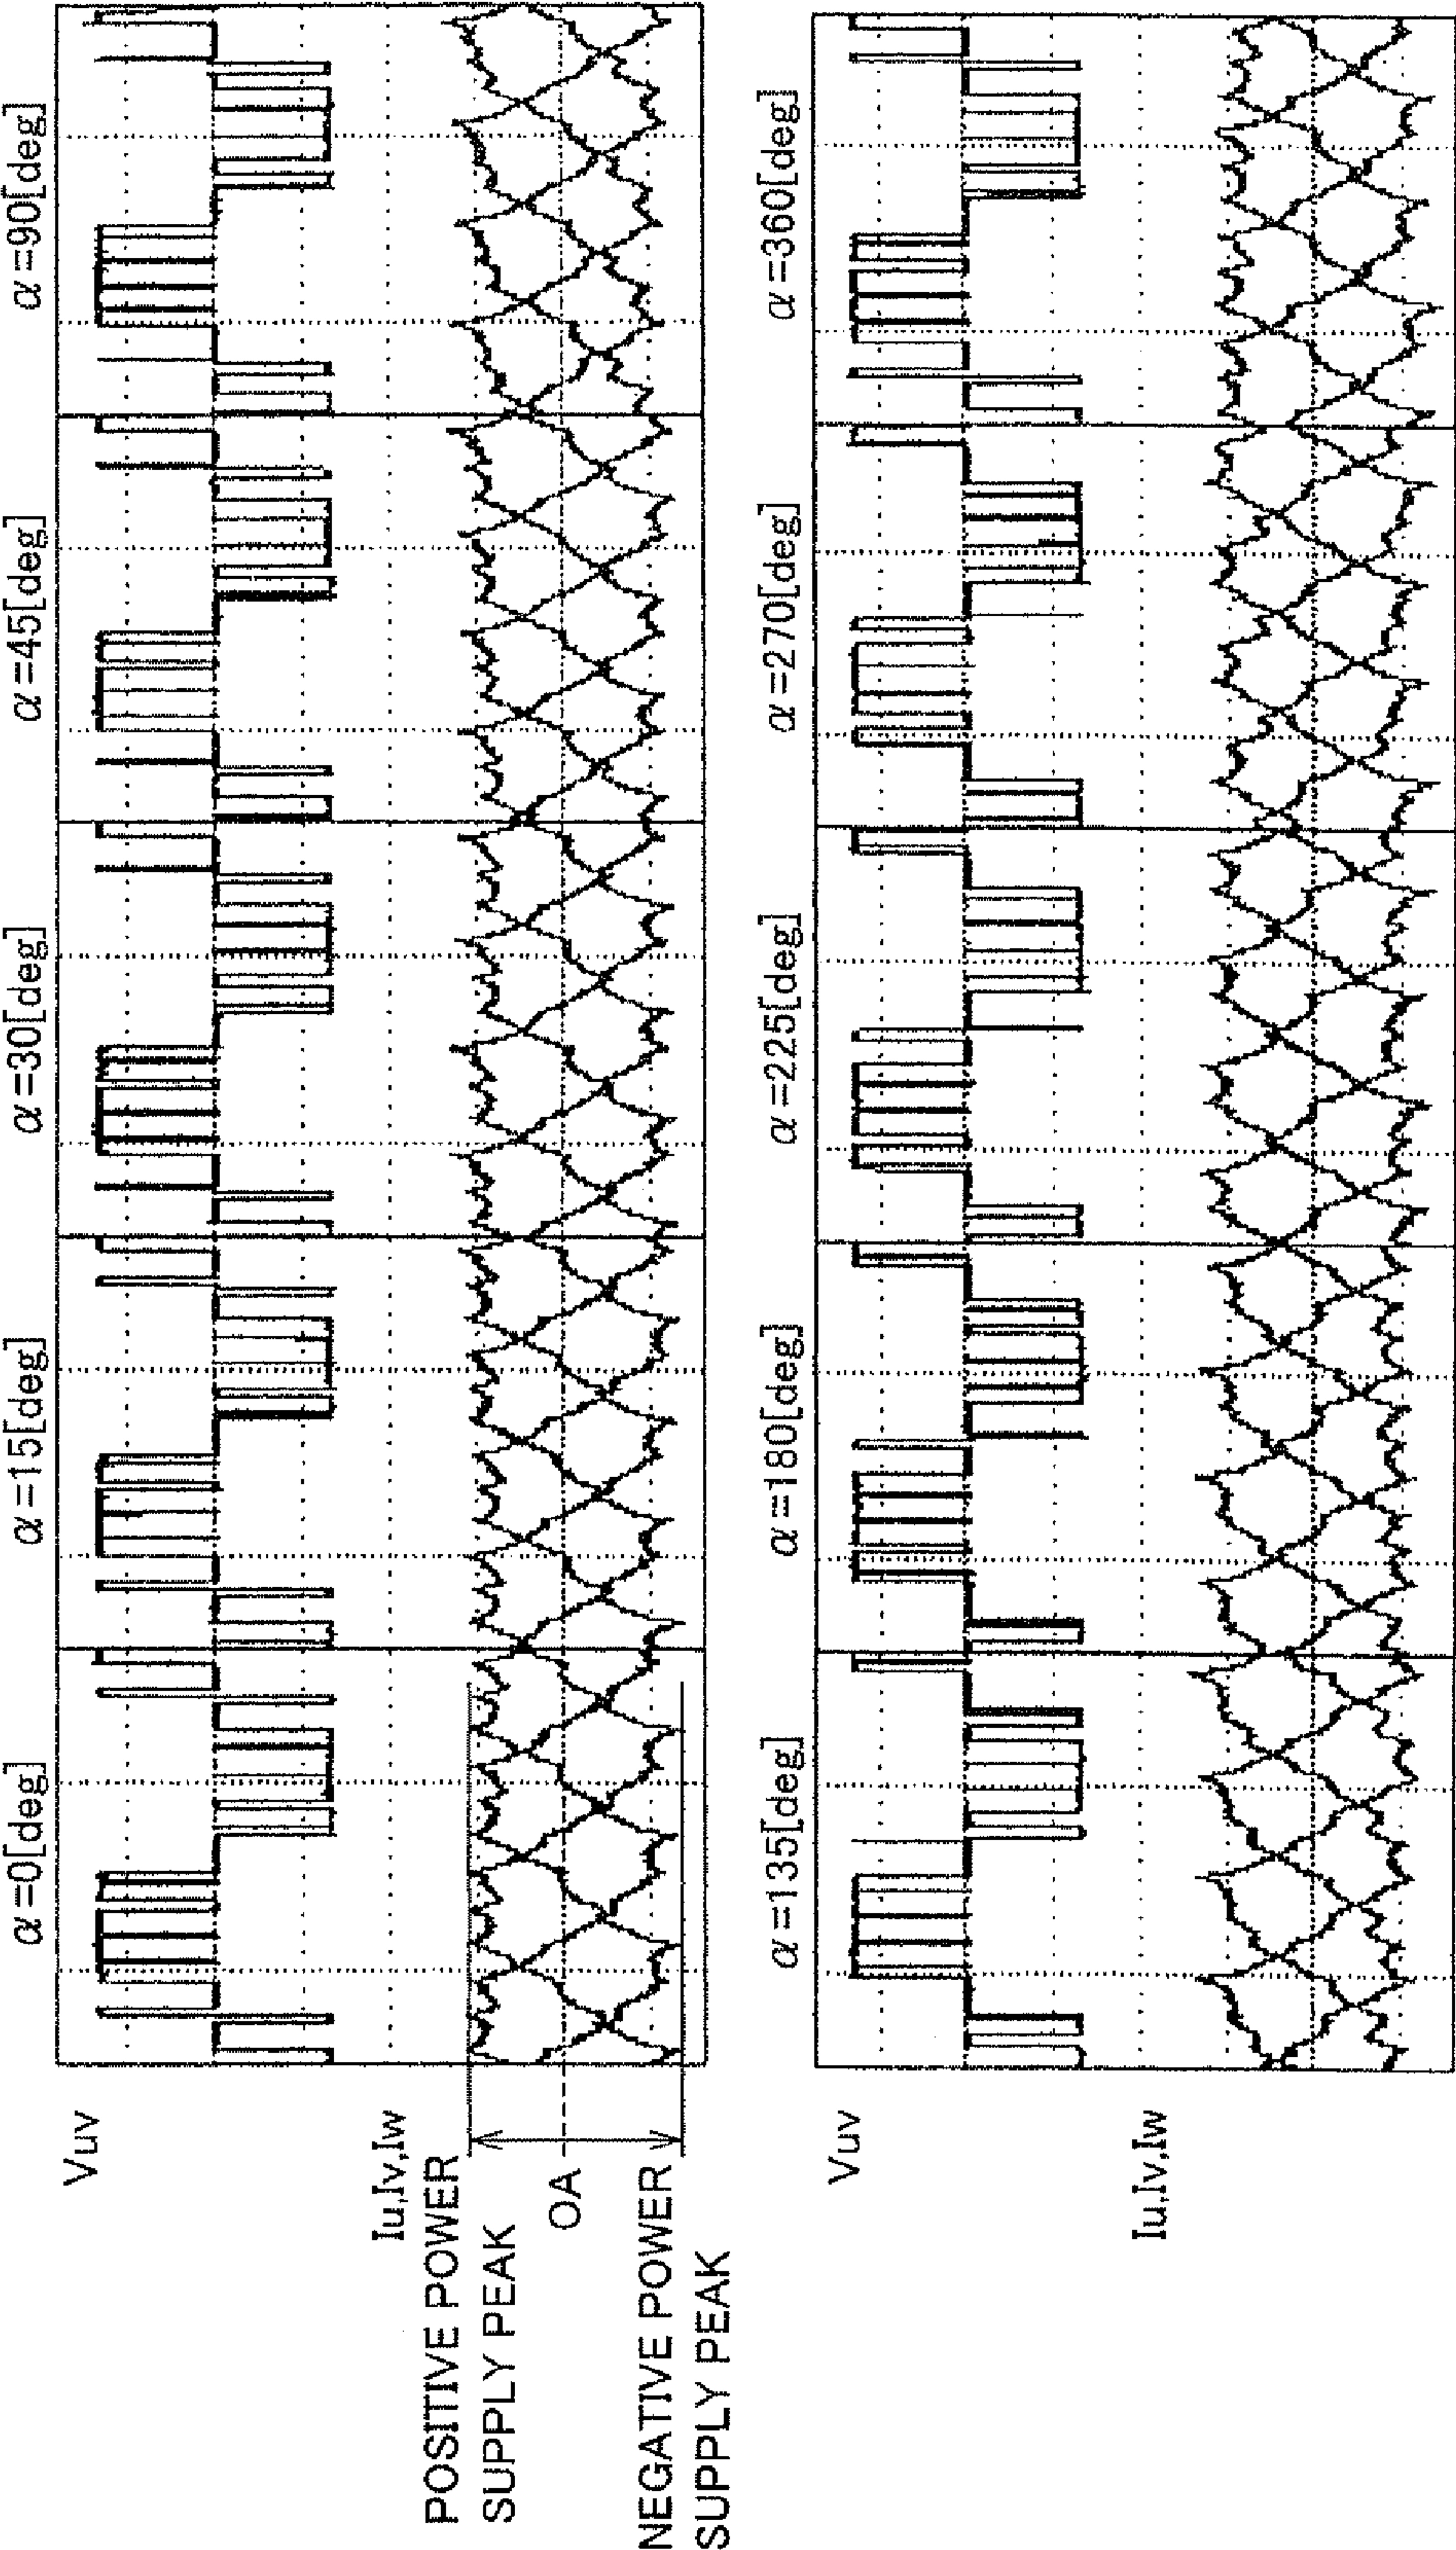 α=0[deg]
α=15[deg]
α=30[deg]
α=45[deg]
α=90[deg]
Vuv
Iu,Iv,Iw
POSITIVE POWER
SUPPLY PEAK
OA
NEGATIVE POWER
SUPPLY PEAK
α=135[deg]
α=180[deg]
α=225[deg]
α=270[deg]
α=360[deg]
Vuv
Iu,Iv,Iw